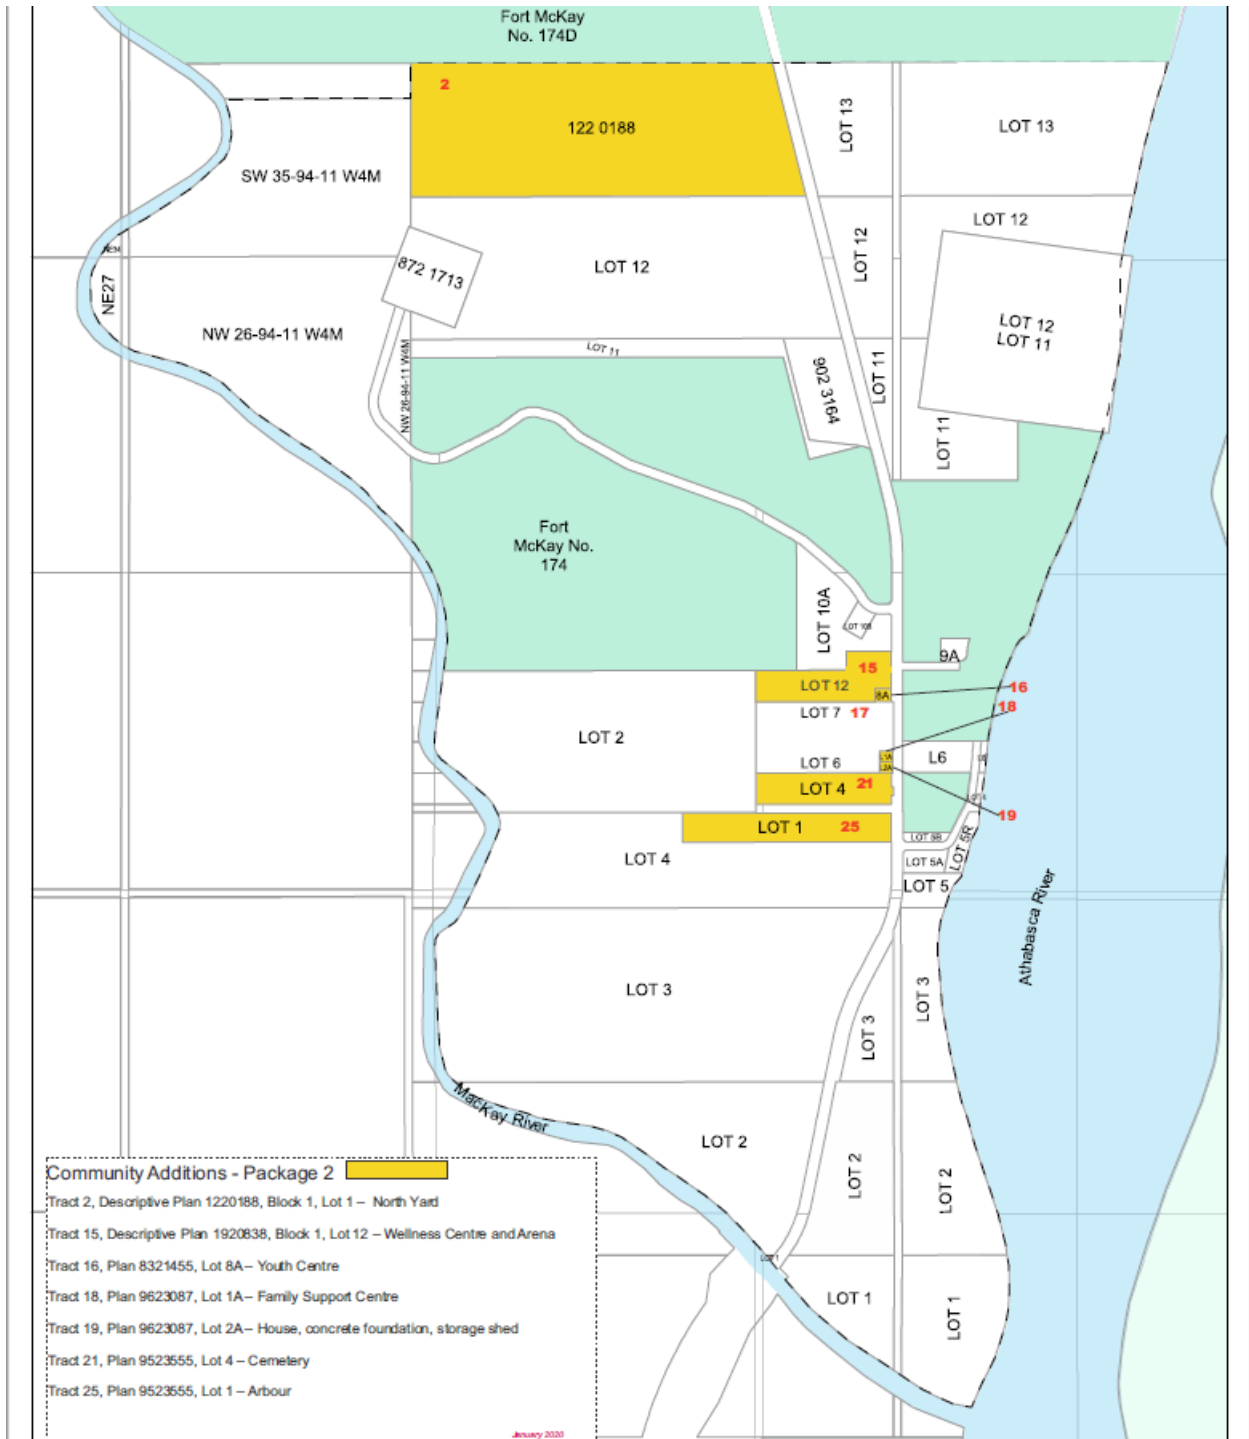 Fort McKay
No. 174D
2
122 0188
LOT 13
LOT 13
SW 35-94-11 W4M
LOT 12
LOT 12
LOT 12
NE27
872 1713
NW 26-94-11 W4M
LOT 12
LOT 11
LOT 11
NW 26-94-11 W4M
902 3164
LOT 11
LOT 11
Fort
McKay No.
174
LOT 10A
LOT 10B
9A
15
LOT 12
8A
16
18
LOT 7
17
LOT 2
LOT 6
L1A
L2A
L6
LOT 4
21
19
LOT 1
25
LOT 5B
LOT 5R
LOT 4
LOT 5A
LOT 5
Athabasca River
LOT 3
LOT 3
LOT 3
MacKay River
LOT 2
LOT 2
LOT 2
LOT 1
LOT 1
LOT 1
Community Additions - Package 2
Tract 2, Descriptive Plan 1220188, Block 1, Lot 1 – North Yard
Tract 15, Descriptive Plan 1920838, Block 1, Lot 12 – Wellness Centre and Arena
Tract 16, Plan 8321455, Lot 8A – Youth Centre
Tract 18, Plan 9623087, Lot 1A – Family Support Centre
Tract 19, Plan 9623087, Lot 2A – House, concrete foundation, storage shed
Tract 21, Plan 9523555, Lot 4 – Cemetery
Tract 25, Plan 9523555, Lot 1 – Arbour
January 2020